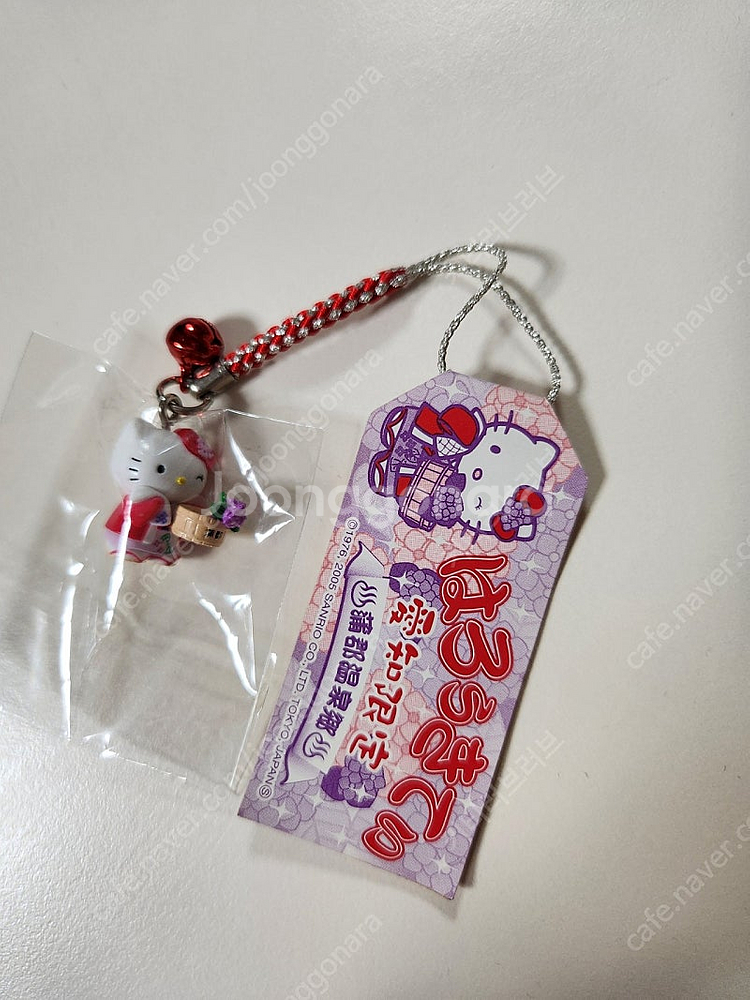 はろうきてぃ
愛知限定
♨蒲郡温泉郷♨
©1976, 2005 SANRIO CO., LTD. TOKYO, JAPAN Ⓢ
Joonggonara
cafe.naver.com/joonggonara